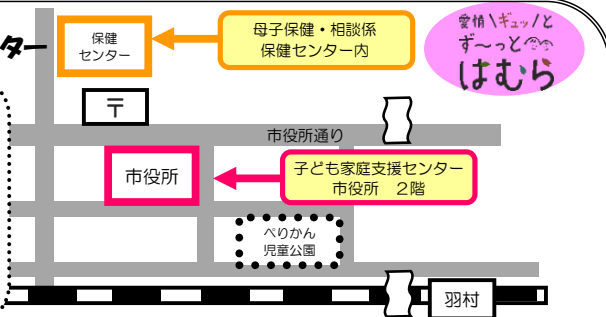 ター
保健
センター
母子保健・相談係
保健センター内
愛情\ギュッ/と
ず〜っと
はむら
〒
市役所通り
市役所
子ども家庭支援センター
市役所　2階
ぺりかん
児童公園
羽村